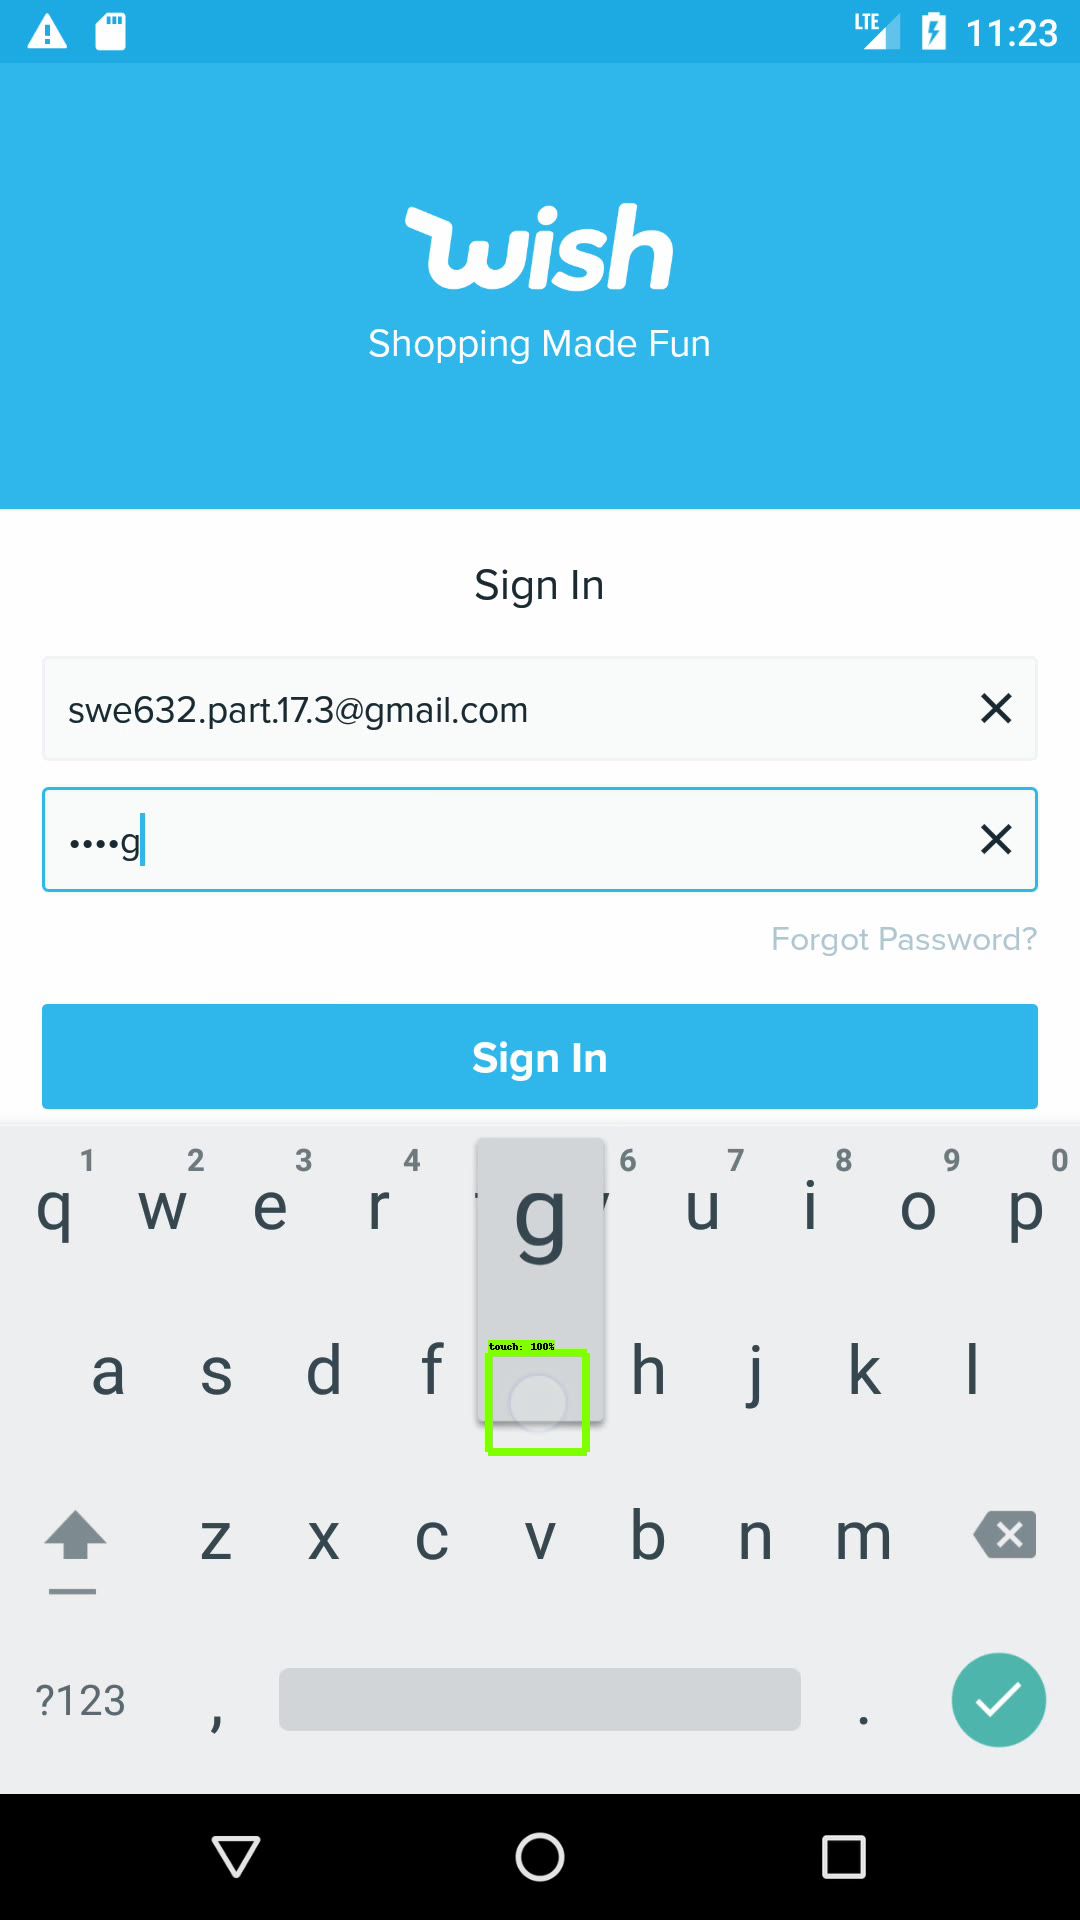 LTE 11:23
wish
Shopping Made Fun
Sign In
swe632.part.17.3@gmail.com
••••g
Forgot Password?
Sign In
1 2 3 4 6 7 8 9 0
q w e r g u i o p
touch: 100%
a s d f h j k l
z x c v b n m
?123 , .